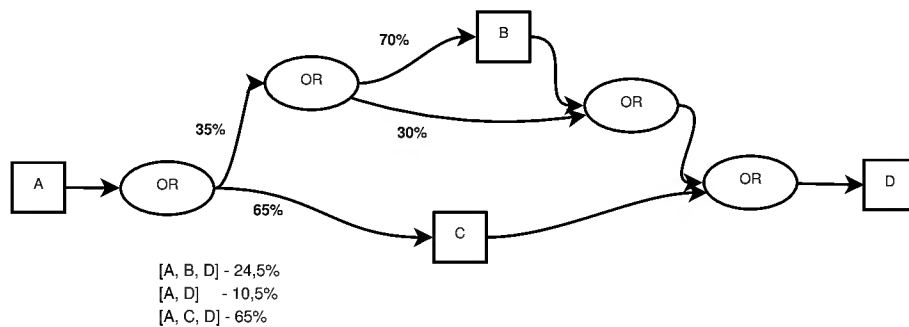 70%
B
OR
OR
35%
30%
A
OR
OR
D
65%
C
[A, B, D] - 24,5%
[A, D] - 10,5%
[A, C, D] - 65%